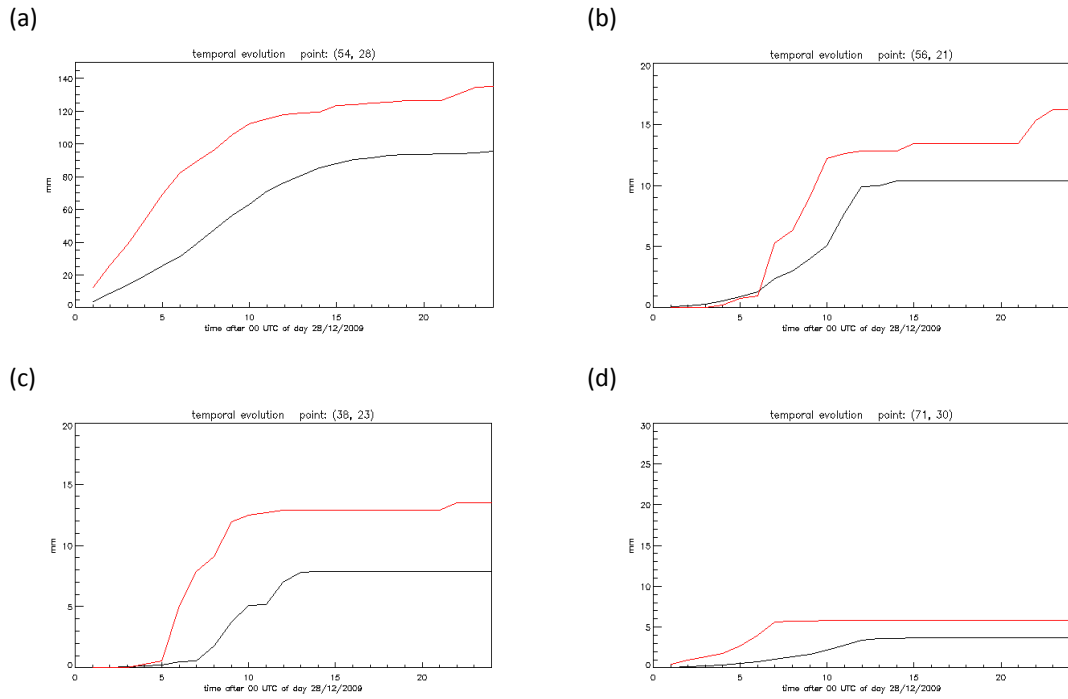 (a)
temporal evolution point: (54, 28)
140
120
100
80
60
40
20
0
mm
0 5 10 15 20
time after 00 UTC of day 28/12/2009
(b)
temporal evolution point: (56, 21)
20
15
10
5
0
mm
0 5 10 15 20
time after 00 UTC of day 28/12/2009
(c)
temporal evolution point: (38, 23)
20
15
10
5
0
mm
0 5 10 15 20
time after 00 UTC of day 28/12/2009
(d)
temporal evolution point: (71, 30)
30
25
20
15
10
5
0
mm
0 5 10 15 20
time after 00 UTC of day 28/12/2009